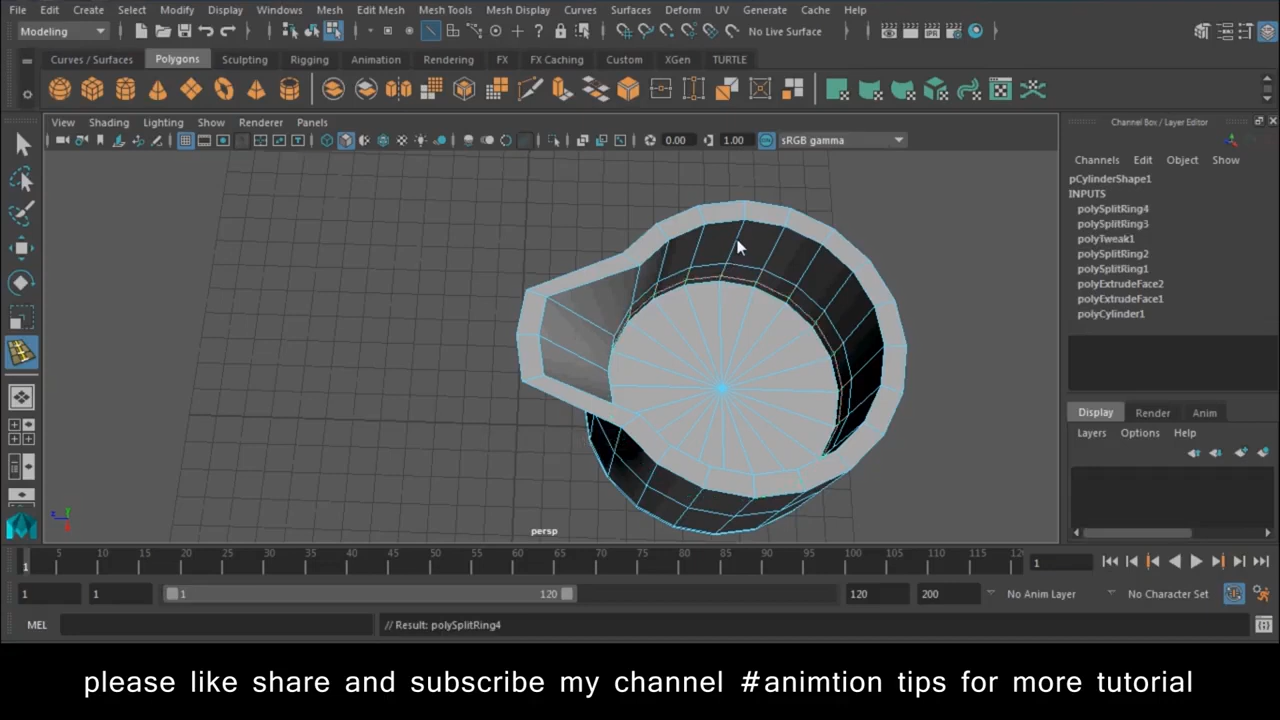 File Edit Create Select Modify Display Windows Mesh Edit Mesh Mesh Tools Mesh Display Curves Surfaces Deform UV Generate Cache Help
Modeling No Live Surface
Curves / Surfaces Polygons Sculpting Rigging Animation Rendering FX FX Caching Custom XGen TURTLE
View Shading Lighting Show Renderer Panels
0.00 1.00 sRGB gamma
Channel Box / Layer Editor
Channels Edit Object Show
pCylinderShape1
INPUTS
polySplitRing4
polySplitRing3
polyTweak1
polySplitRing2
polySplitRing1
polyExtrudeFace2
polyExtrudeFace1
polyCylinder1
Display Render Anim
Layers Options Help
persp
5 10 15 20 25 30 35 40 45 50 55 60 65 70 75 80 85 90 95 100 105 110 115
1 1
1 1 1 120 120 200 No Anim Layer No Character Set
MEL // Result: polySplitRing4
please like share and subscribe my channel #animtion tips for more tutorial